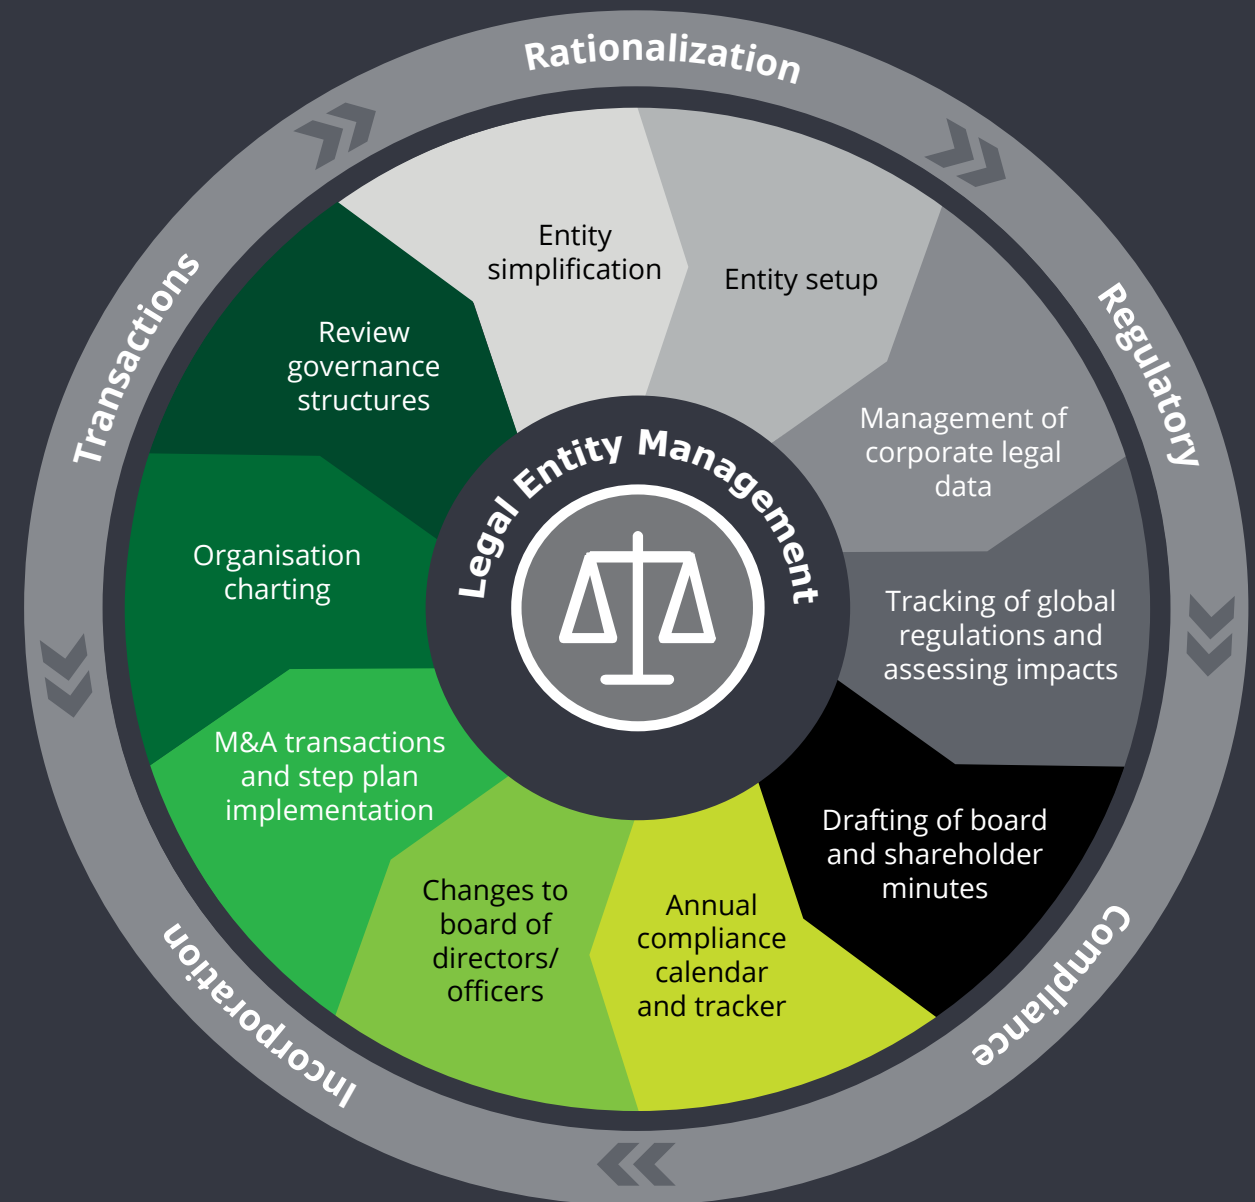 Rationalization
Regulatory
Compliance
Incorporation
Transactions
Entity
simplification
Entity setup
Management of
corporate legal
data
Tracking of global
regulations and
assessing impacts
Drafting of board
and shareholder
minutes
Annual
compliance
calendar
and tracker
Changes to
board of
directors/
officers
M&A transactions
and step plan
implementation
Organisation
charting
Review
governance
structures
Legal Entity Management